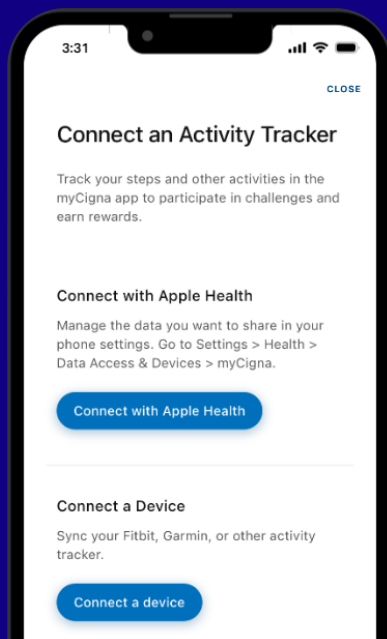 3:31
CLOSE
Connect an Activity Tracker
Track your steps and other activities in the
myCigna app to participate in challenges and
earn rewards.
Connect with Apple Health
Manage the data you want to share in your
phone settings. Go to Settings > Health >
Data Access & Devices > myCigna.
Connect with Apple Health
Connect a Device
Sync your Fitbit, Garmin, or other activity
tracker.
Connect a device